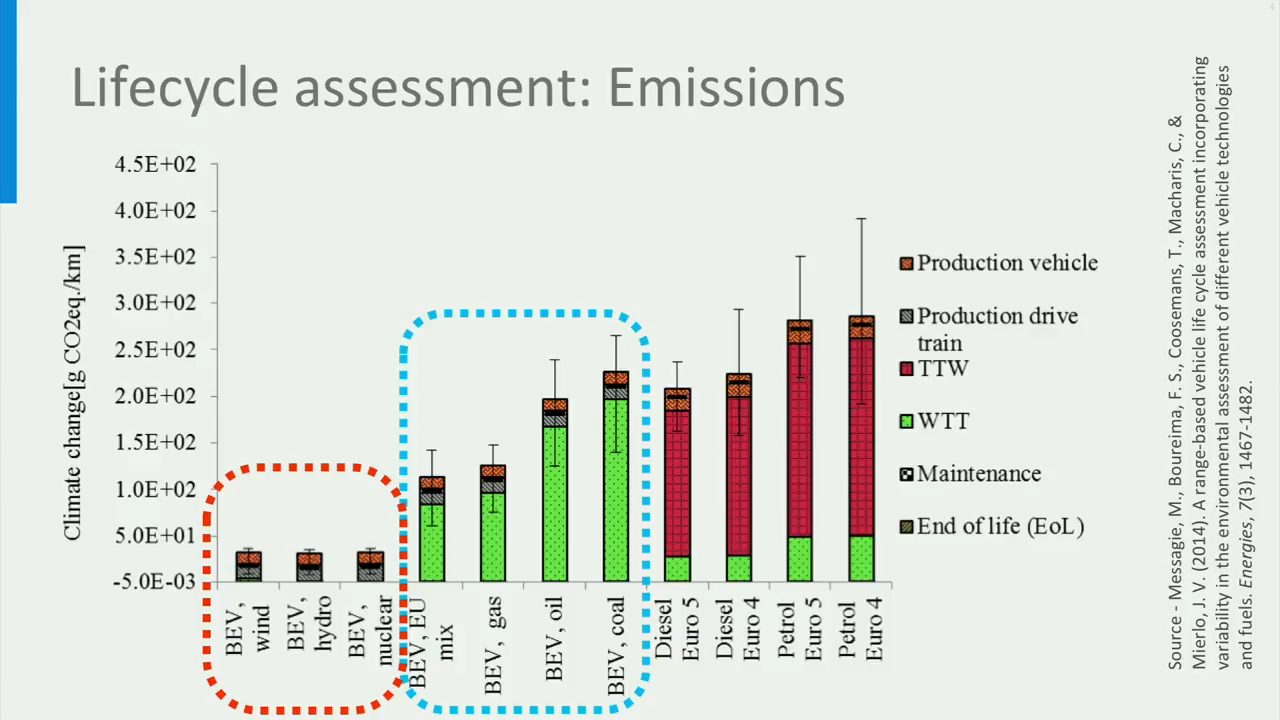 4
Lifecycle assessment: Emissions
Climate change[g CO2eq./km]
4.5E+02
4.0E+02
3.5E+02
3.0E+02
2.5E+02
2.0E+02
1.5E+02
1.0E+02
5.0E+01
-5.0E-03
BEV,
wind
BEV,
hydro
BEV,
nuclear
BEV, EU
mix
BEV, gas
BEV, oil
BEV, coal
Diesel
Euro 5
Diesel
Euro 4
Petrol
Euro 5
Petrol
Euro 4
Production vehicle
Production drive
train
TTW
WTT
Maintenance
End of life (EoL)
Source - Messagie, M., Boureima, F. S., Coosemans, T., Macharis, C., &
Mierlo, J. V. (2014). A range-based vehicle life cycle assessment incorporating
variability in the environmental assessment of different vehicle technologies
and fuels. Energies, 7(3), 1467-1482.